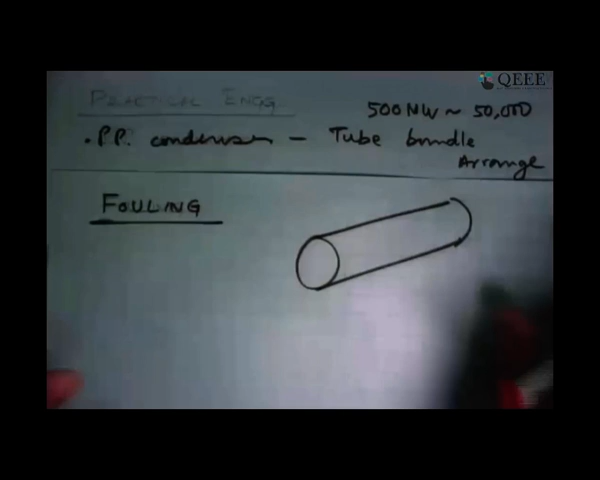 QEEE
PRACTICAL ENGG.
500 MW ~ 50,000
. P.P. condenser - Tube bundle
Arrange
FOULING